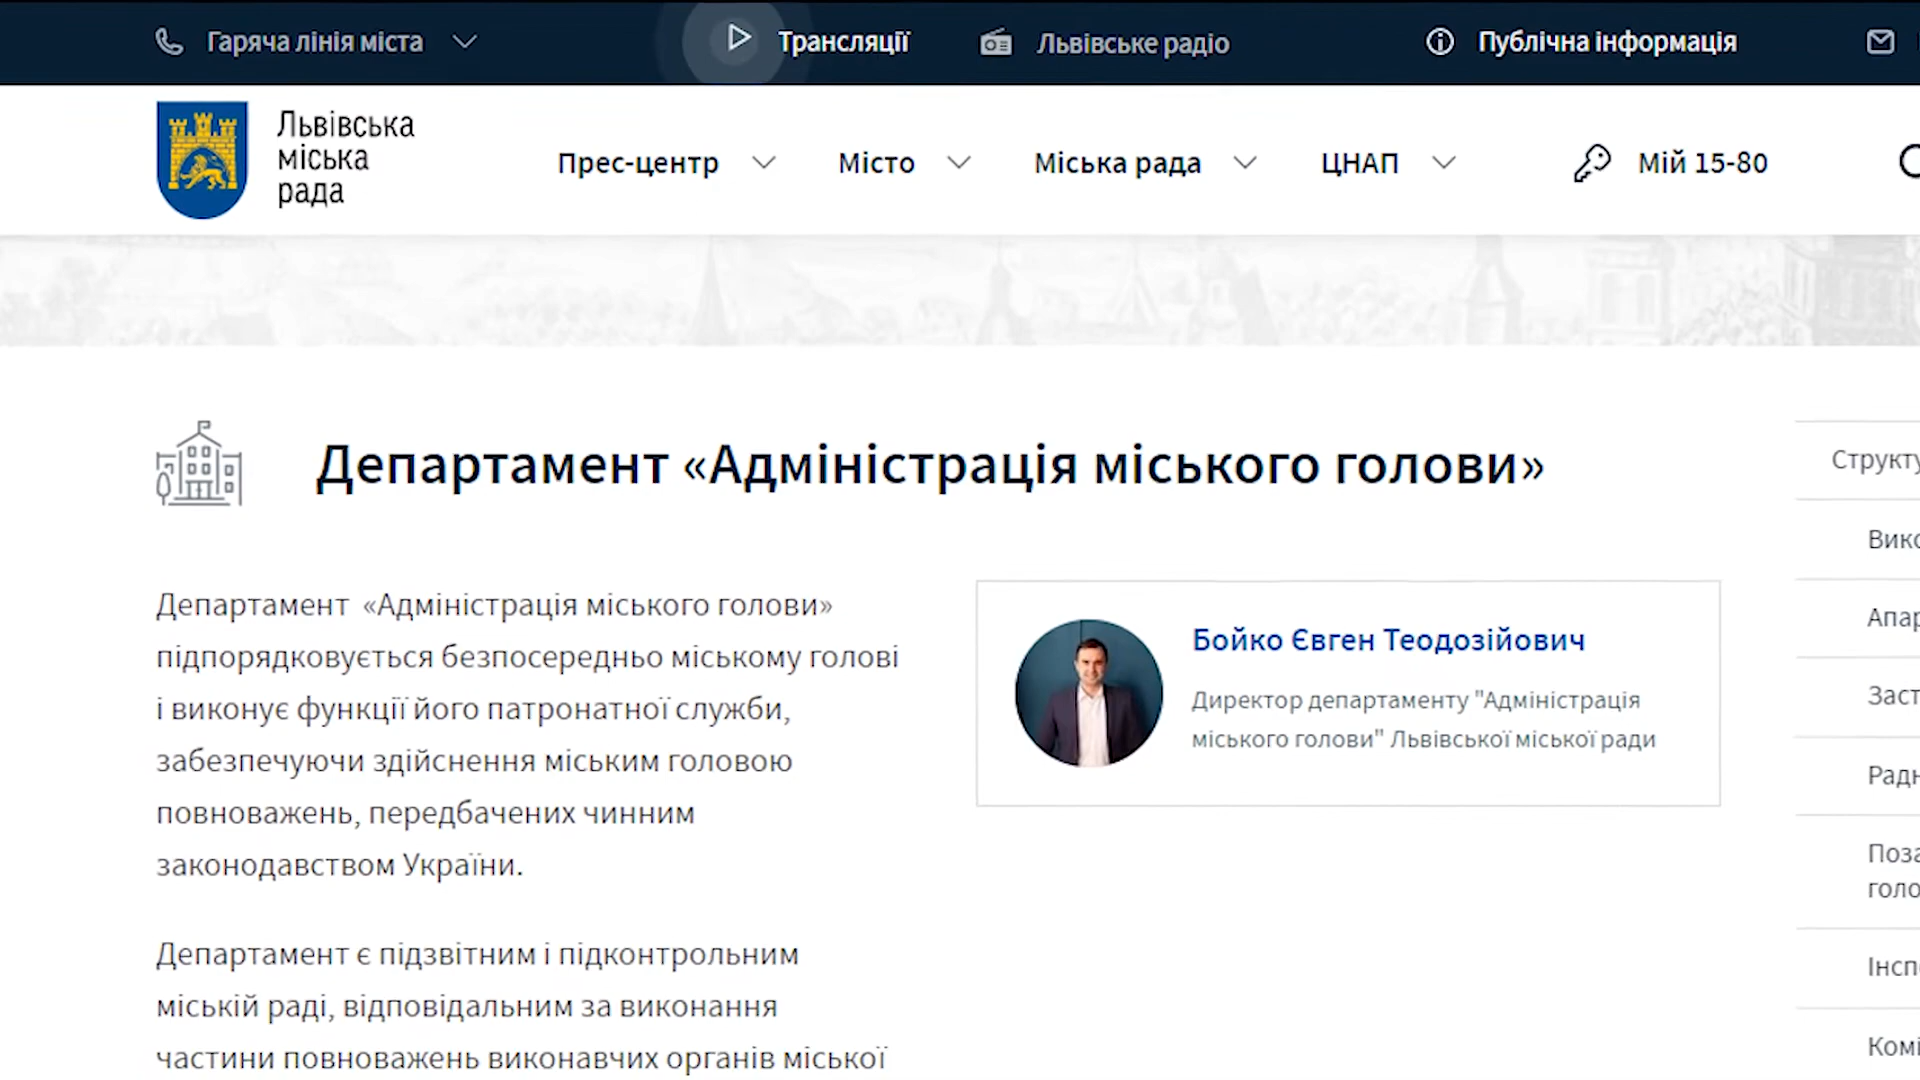 Гаряча лінія міста
Трансляції
Львівське радіо
Публічна інформація
Львівська
міська
рада
Прес-центр
Місто
Міська рада
ЦНАП
Мій 15-80
Департамент «Адміністрація міського голови»
Департамент «Адміністрація міського голови»
підпорядковується безпосередньо міському голові
і виконує функції його патронатної служби,
забезпечуючи здійснення міським головою
повноважень, передбачених чинним
законодавством України.
Департамент є підзвітним і підконтрольним
міській раді, відповідальним за виконання
частини повноважень виконавчих органів міської
Бойко Євген Теодозійович
Директор департаменту "Адміністрація
міського голови" Львівської міської ради